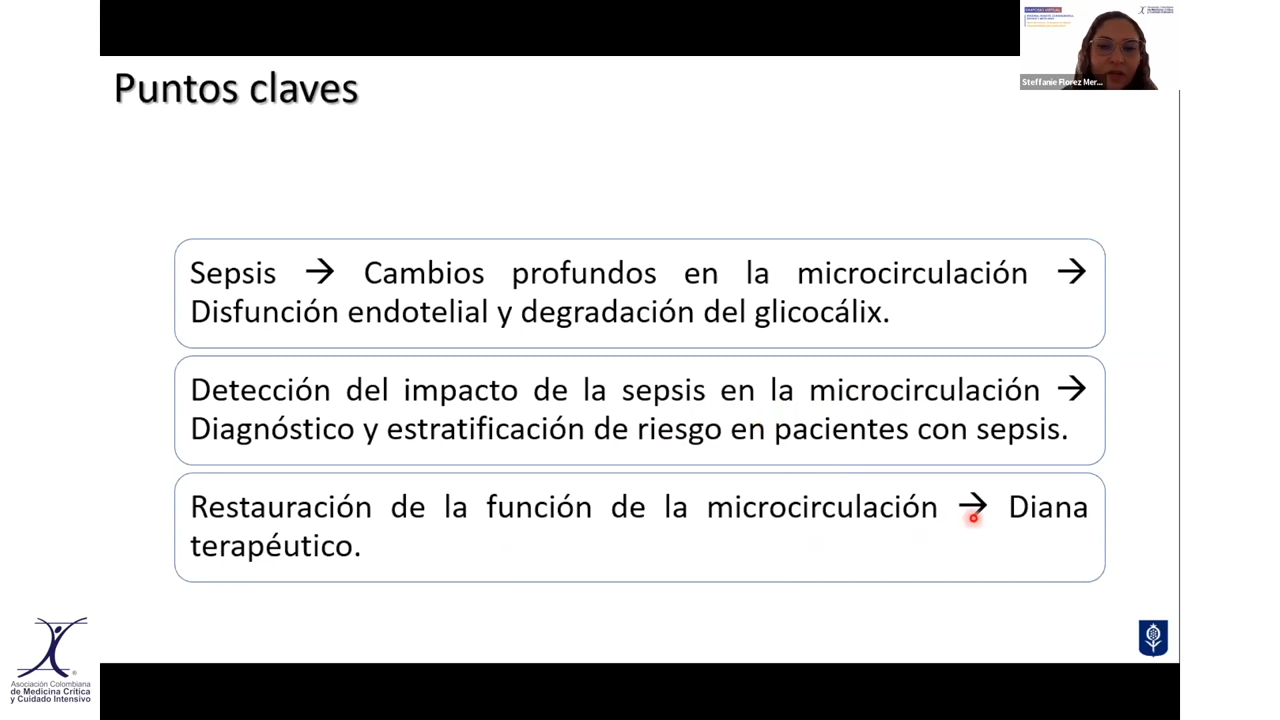 Puntos claves
SIMPOSIO VIRTUAL
Steffanie Florez Mer...
Sepsis → Cambios profundos en la microcirculación →
Disfunción endotelial y degradación del glicocálix.
Detección del impacto de la sepsis en la microcirculación →
Diagnóstico y estratificación de riesgo en pacientes con sepsis.
Restauración de la función de la microcirculación → Diana
terapéutico.
Asociación Colombiana
de Medicina Crítica
y Cuidado Intensivo